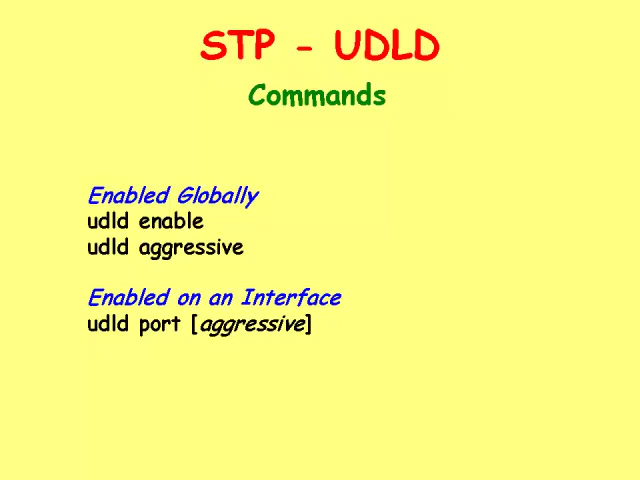 STP - UDLD
Commands
Enabled Globally
udld enable
udld aggressive
Enabled on an Interface
udld port [aggressive]